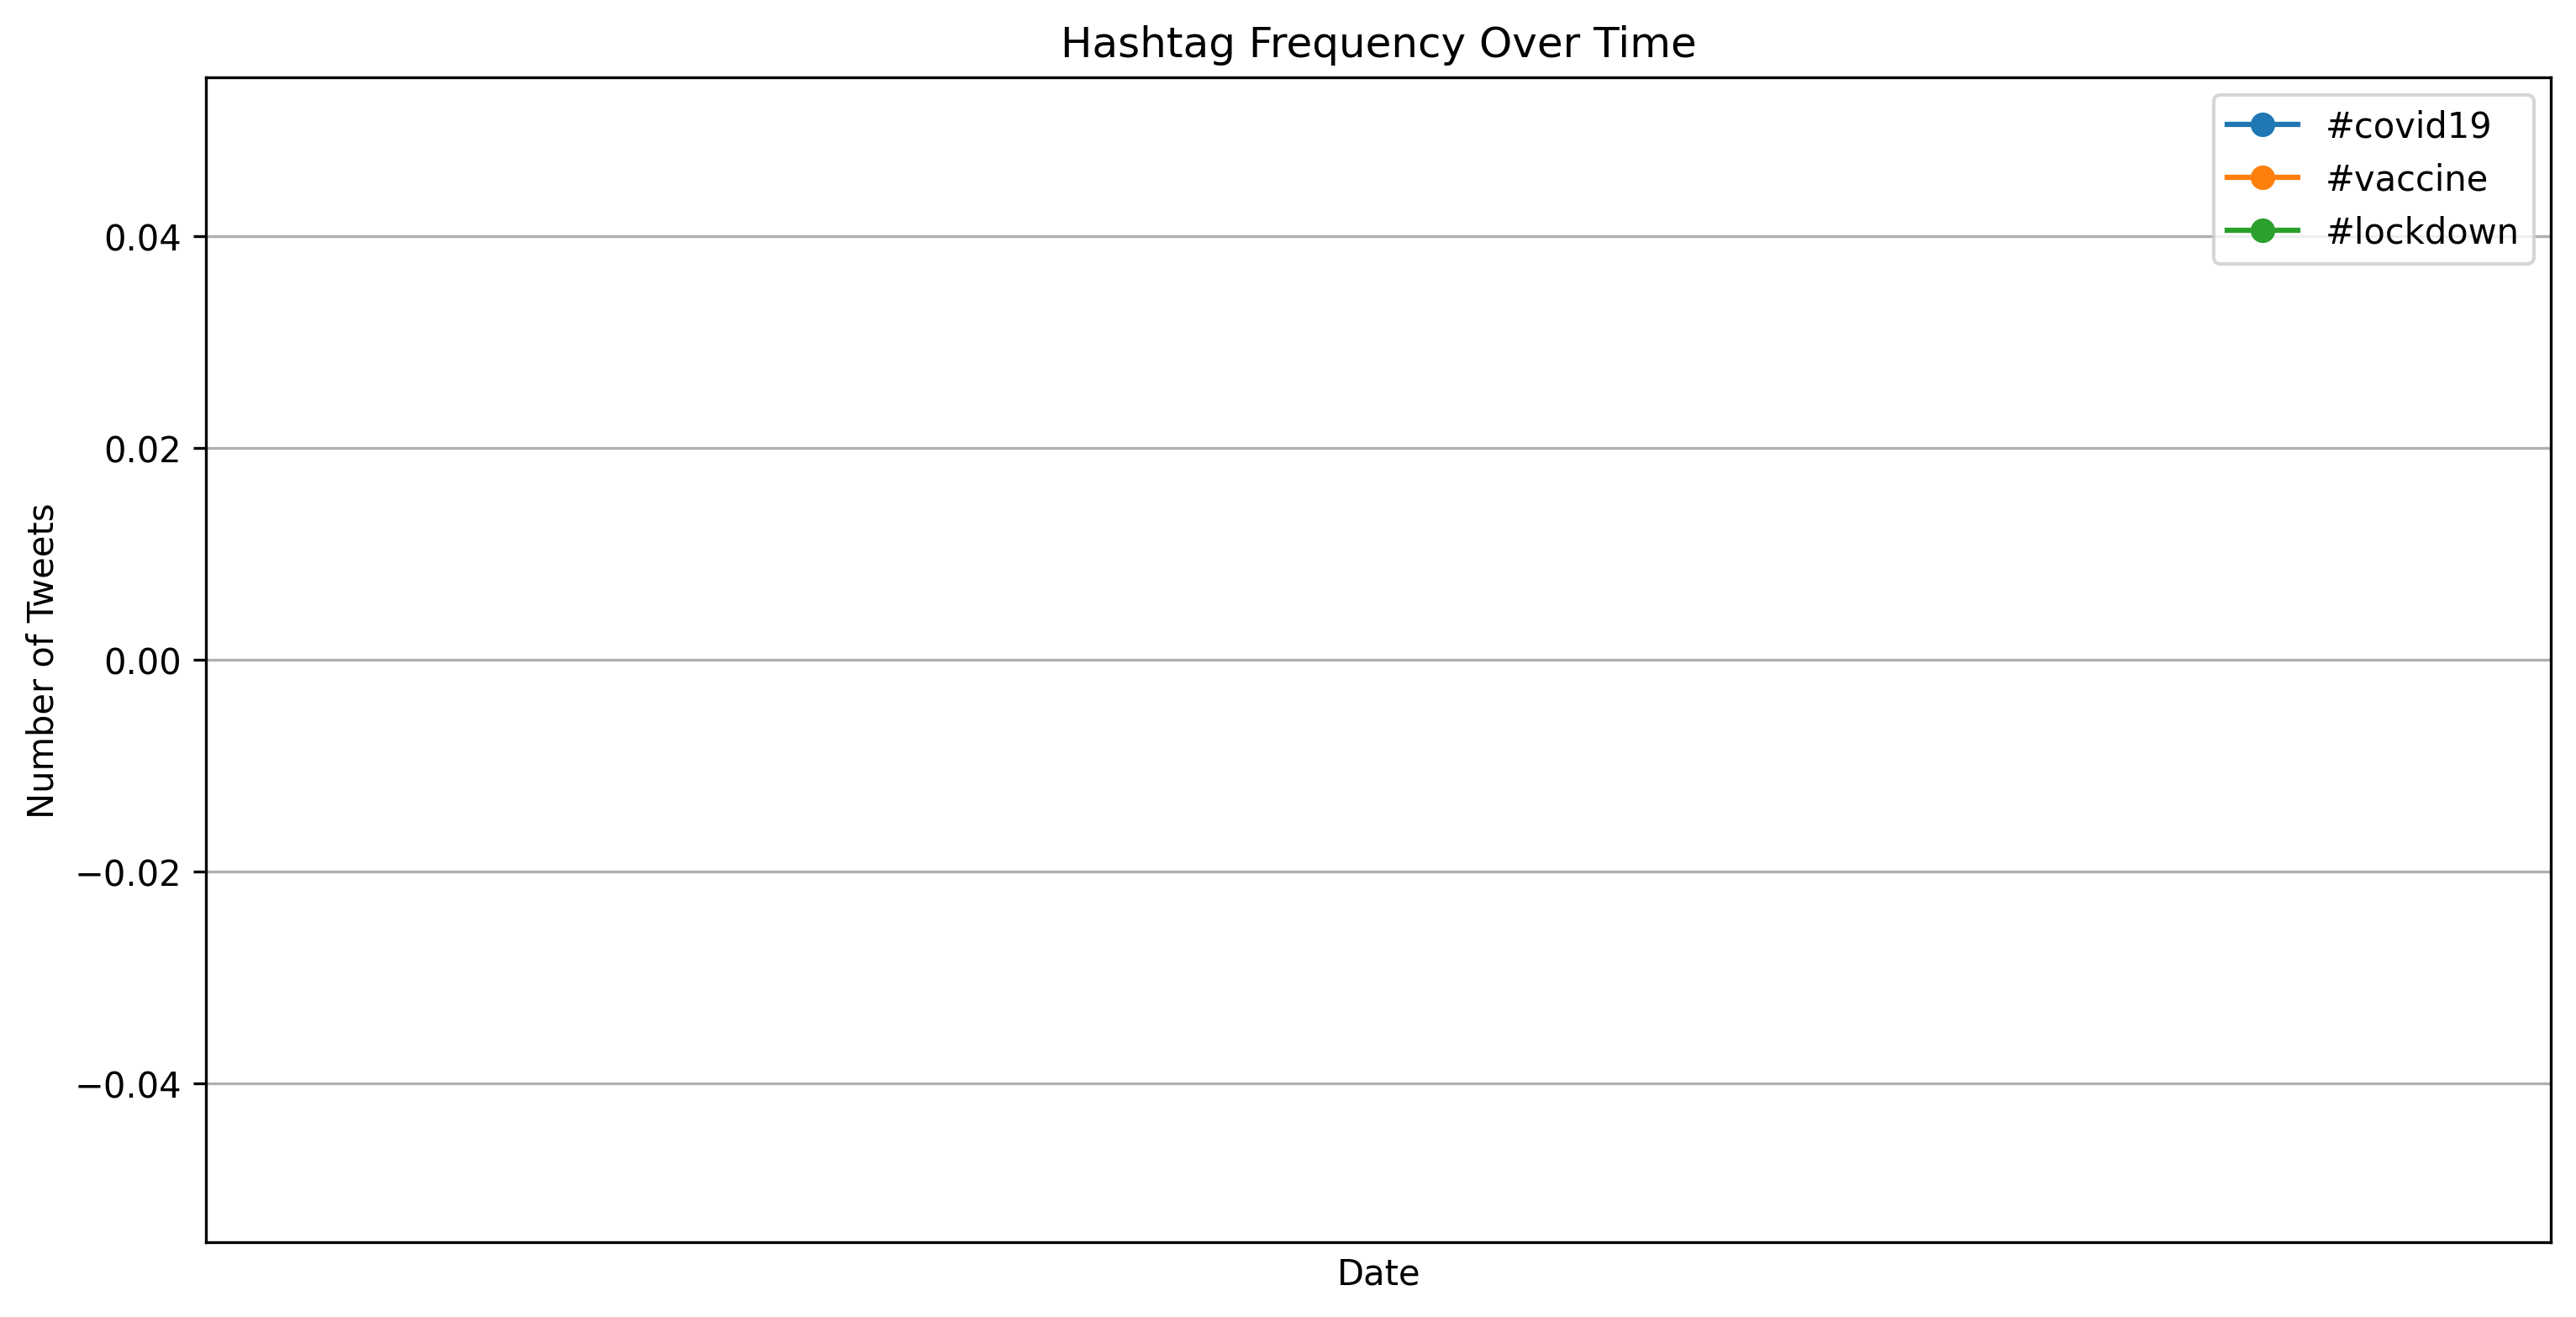 Hashtag Frequency Over Time
#covid19
#vaccine
#lockdown
0.04
0.02
0.00
−0.02
−0.04
Number of Tweets
Date